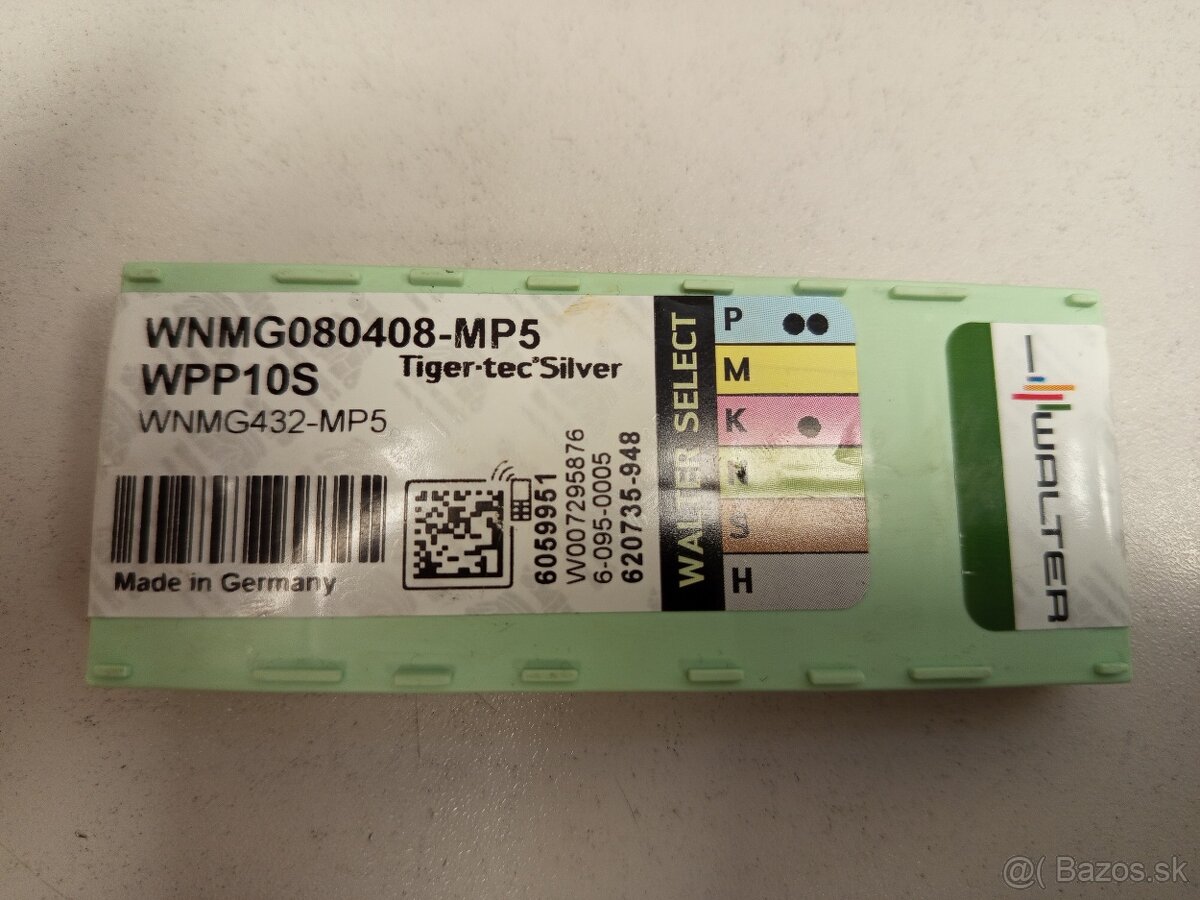 WNMG080408-MP5
WPP10S
Tiger·tec®Silver
WNMG432-MP5
Made in Germany
6059951
W007295876
6-095-0005
620735-948
WALTER SELECT
P
M
K
S
H
WALTER
@( Bazos.sk